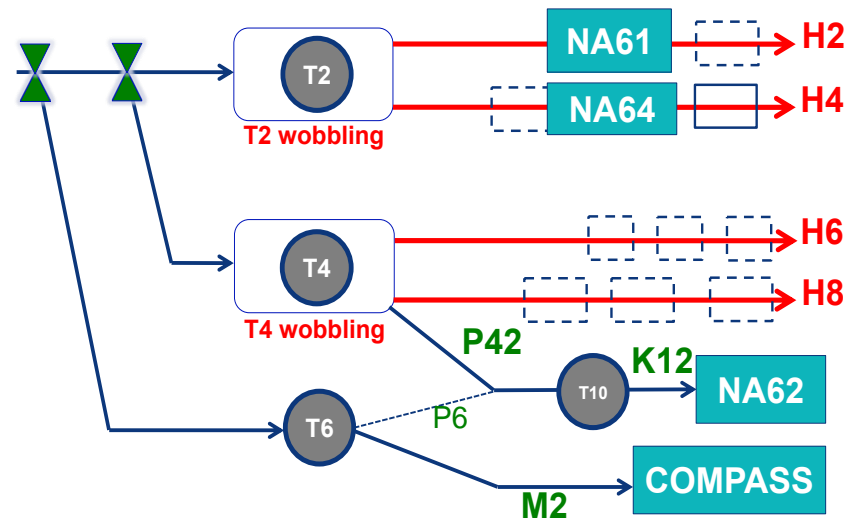 NA61
H2
T2
NA64
H4
T2 wobbling
H6
T4
H8
T4 wobbling
P42
K12
T10
NA62
P6
T6
COMPASS
M2